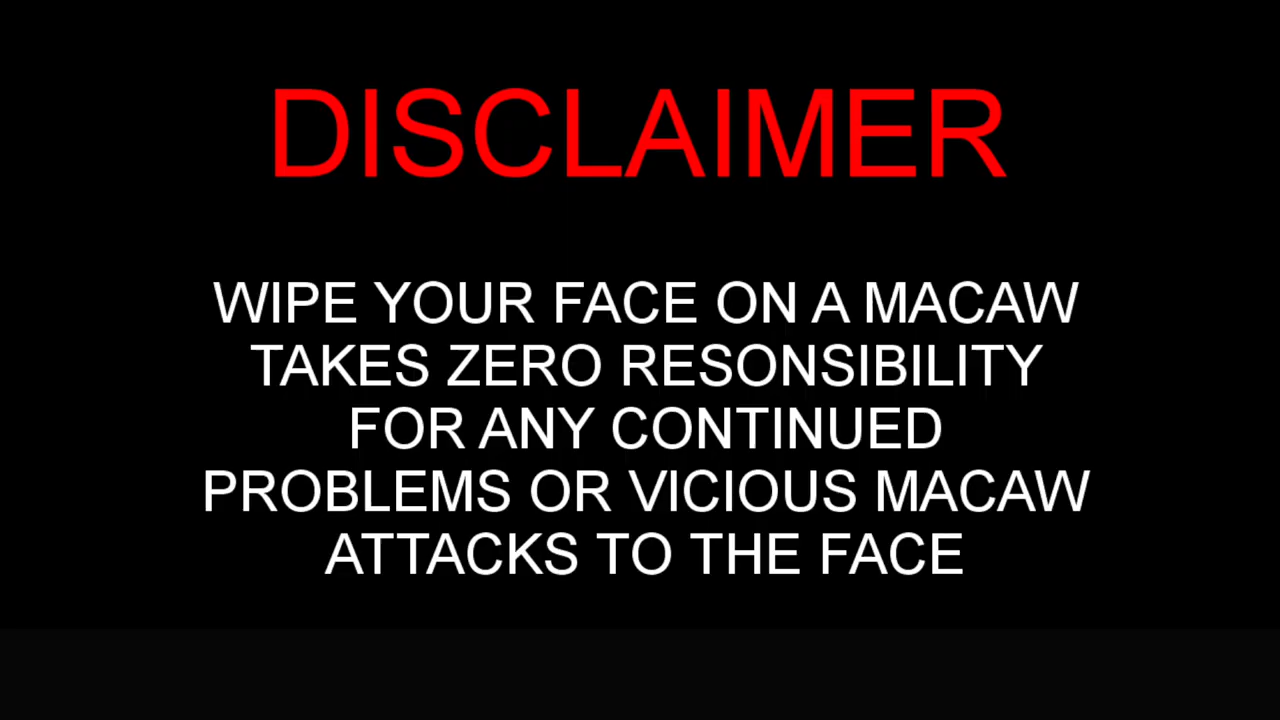 DISCLAIMER
WIPE YOUR FACE ON A MACAW
TAKES ZERO RESONSIBILITY
FOR ANY CONTINUED
PROBLEMS OR VICIOUS MACAW
ATTACKS TO THE FACE